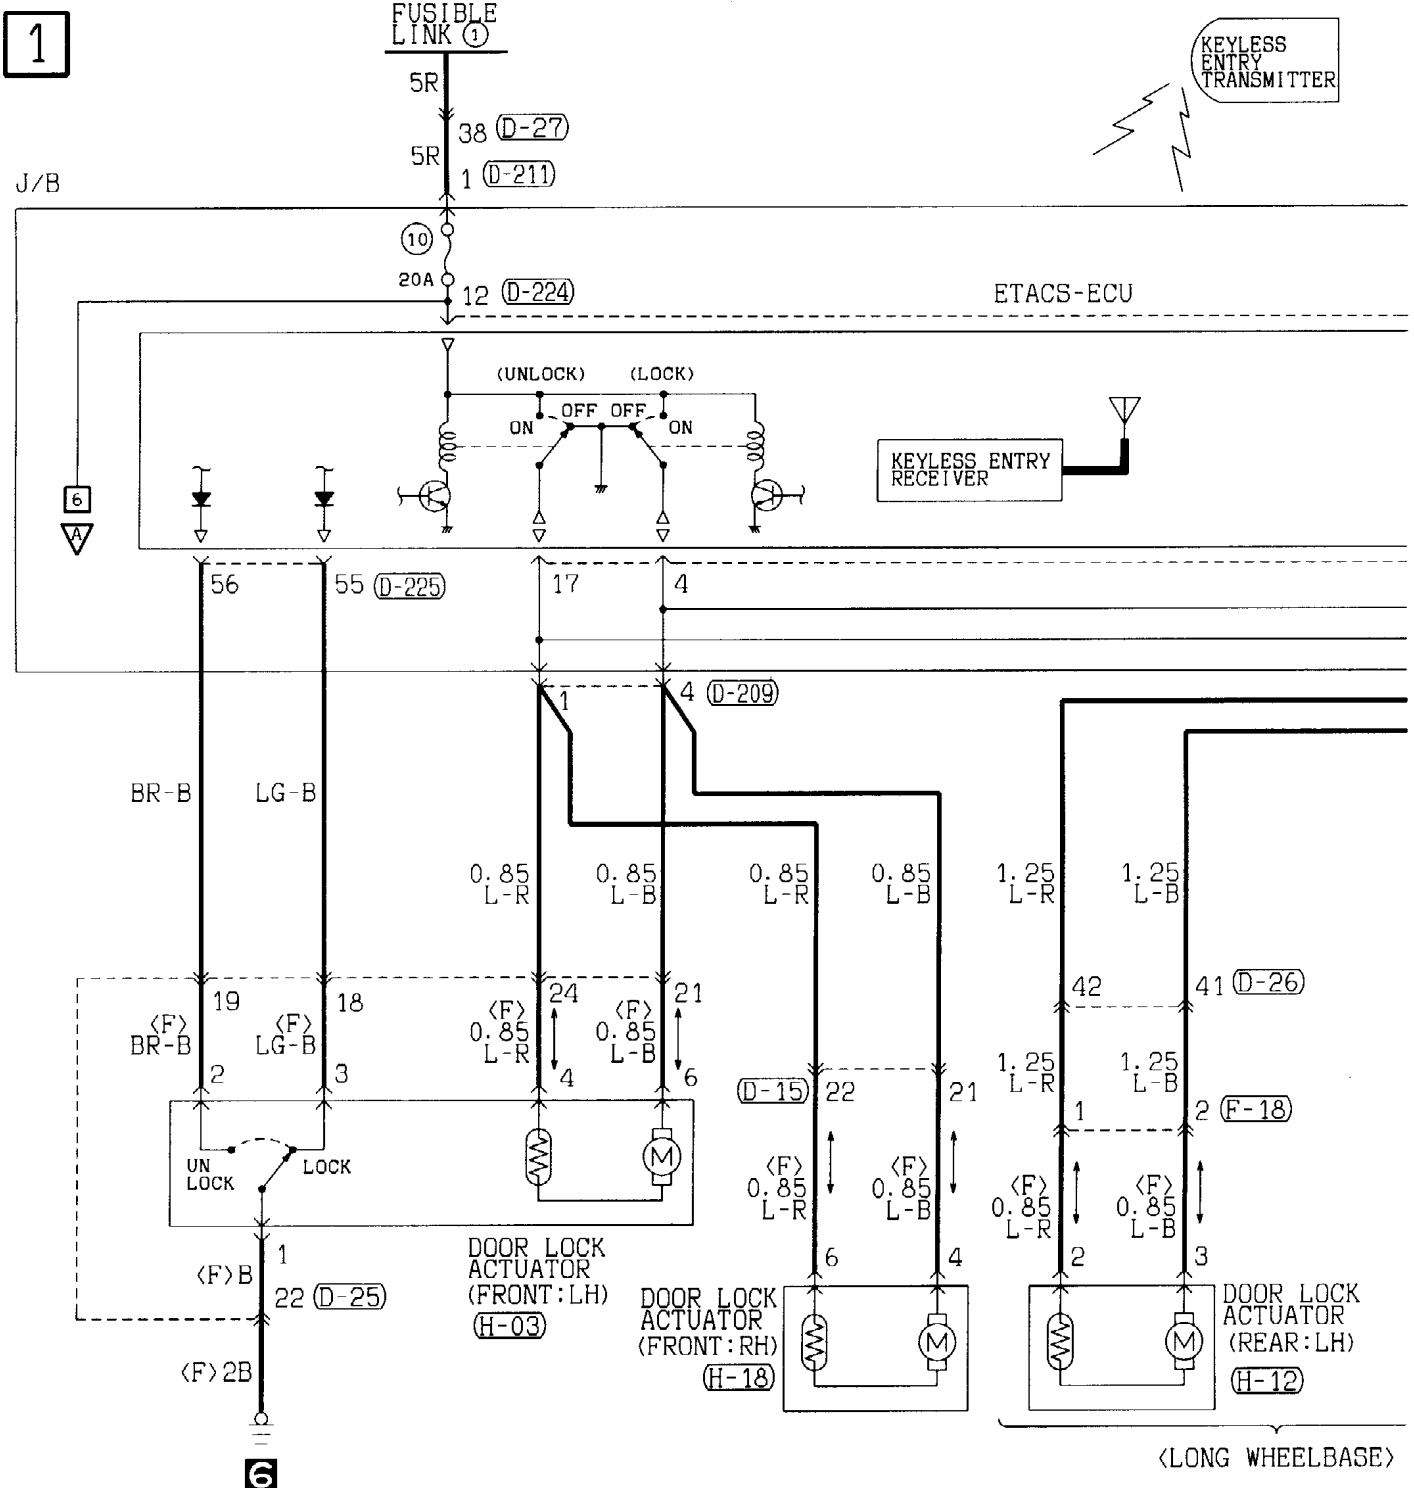 1
FUSIBLE
LINK ①
5R
38 (D-27)
5R
1 (D-211)
J/B
KEYLESS
ENTRY
TRANSMITTER
10
20A
12 (D-224)
ETACS-ECU
(UNLOCK) (LOCK)
OFF OFF
ON ON
KEYLESS ENTRY
RECEIVER
6
A
56 55 (D-225) 17 4
1 4 (D-209)
BR-B LG-B
0.85 0.85 0.85 0.85 1.25 1.25
L-R L-B L-R L-B L-R L-B
42 41 (D-26)
19 18 24 21
<F> <F> <F> <F>
BR-B LG-B 0.85 0.85
L-R L-B
1.25 1.25
L-R L-B
2 3 4 6
(D-15) 22 21
1 2 (F-18)
UN
LOCK
LOCK
M
<F> <F> <F> <F>
0.85 0.85 0.85 0.85
L-R L-B L-R L-B
1
<F>B
22 (D-25)
<F>2B
6
DOOR LOCK
ACTUATOR
(FRONT:LH)
(H-03)
6 4 2 3
DOOR LOCK
ACTUATOR
(FRONT:RH)
(H-18)
M
M
DOOR LOCK
ACTUATOR
(REAR:LH)
(H-12)
<LONG WHEELBASE>